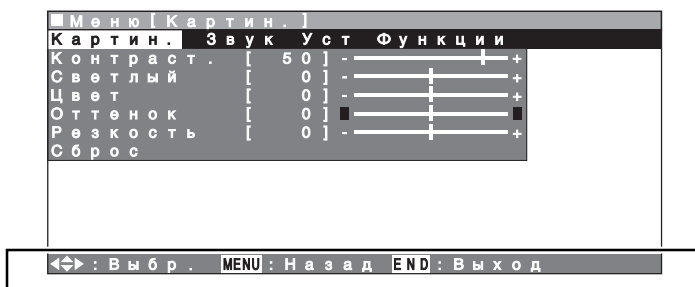 ■Меню[Картин.]
Картин. Звук Уст Функции
Контраст. [ 50] - +
Светлый [ 0] - +
Цвет [ 0] - +
Оттенок [ 0] ■ ■
Резкость [ 0] - +
Сброс
:Выбр. MENU:Назад END:Выход